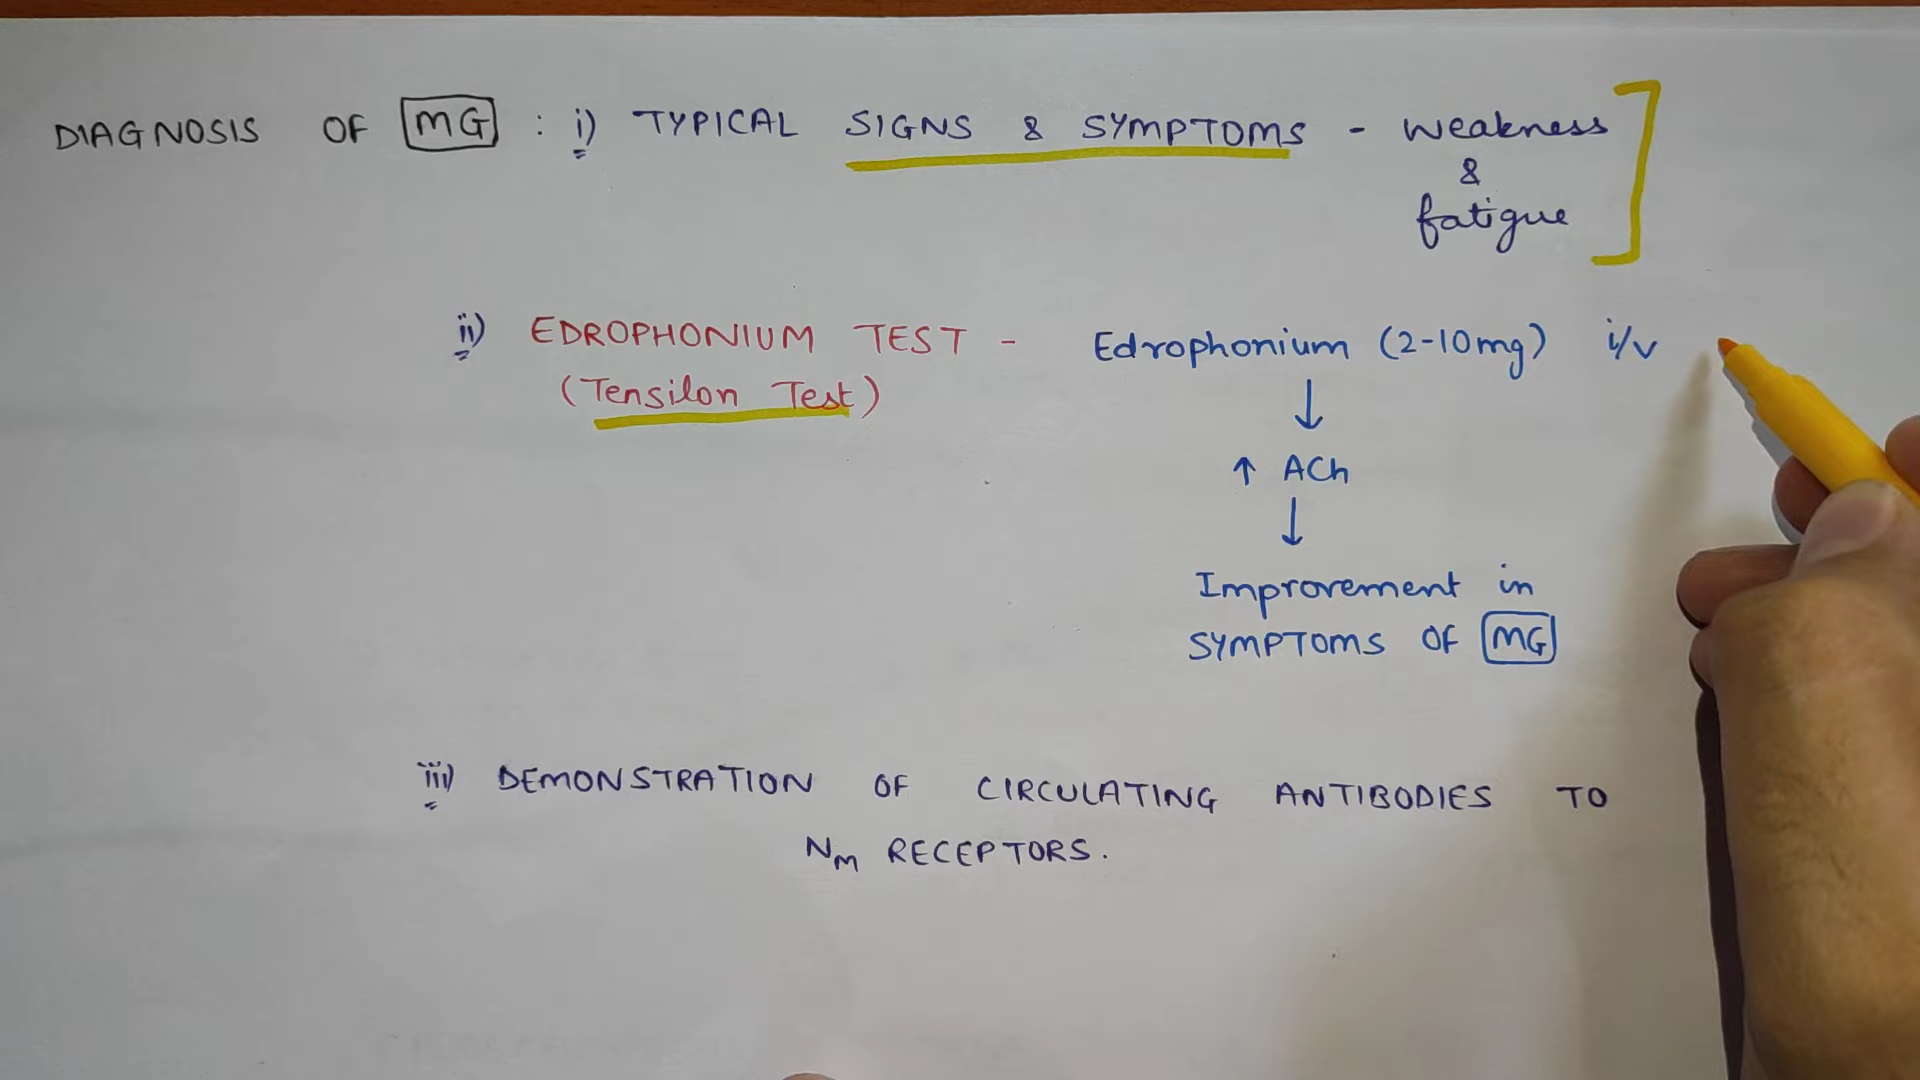 DIAGNOSIS OF MG : i) TYPICAL SIGNS & SYMPTOMS - Weakness
&
fatigue
ii) EDROPHONIUM TEST - Edrophonium (2-10mg) i/v
(Tensilon Test)
↓
↑ ACh
↓
Improvement in
SYMPTOMS OF MG
iii) DEMONSTRATION OF CIRCULATING ANTIBODIES TO
NM RECEPTORS.